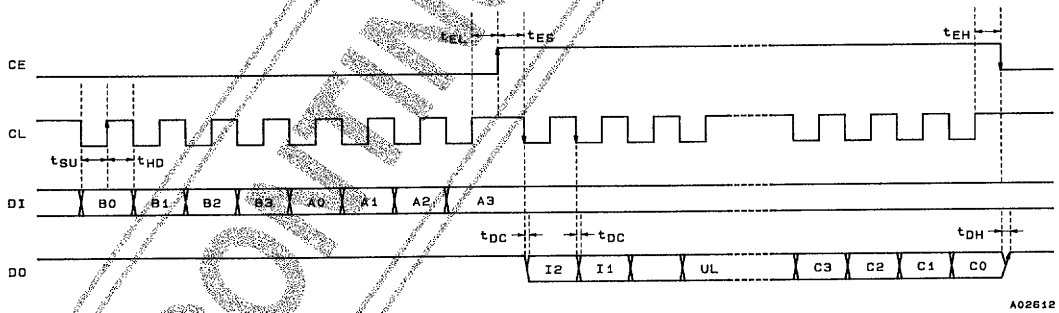 tEL tES tEH
CE
CL
tSU tHD
DI B0 B1 B2 B3 A0 A1 A2 A3
tDC tDC tDH
DO I2 I1 UL C3 C2 C1 C0
A02612